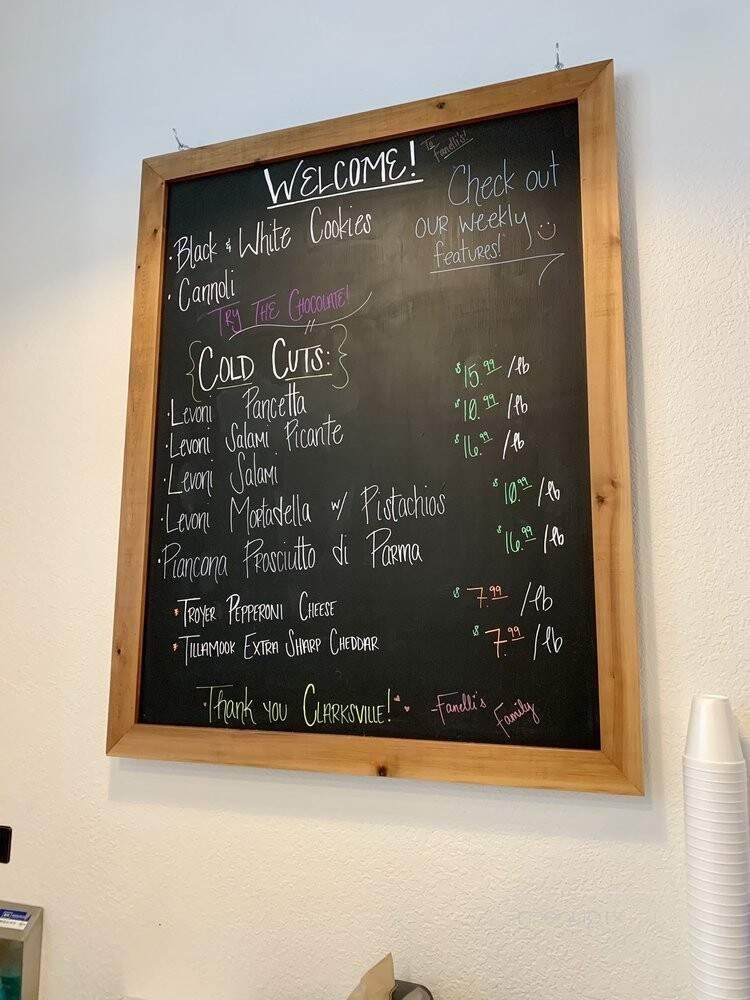 WELCOME!
To
Fanelli's!
Check out
our weekly
features!
· Black & White Cookies
· Cannoli
Try The Chocolate!
{Cold Cuts:}
· Levoni Pancetta $15.99/lb
· Levoni Salami Picante $10.99/lb
· Levoni Salami $16.99/lb
· Levoni Mortadella w/ Pistachios $10.99/lb
· Piancona Prosciutto di Parma $16.99/lb
* Troyer Pepperoni Cheese $7.99/lb
* Tillamook Extra Sharp Cheddar $7.99/lb
Thank you Clarksville!
-Fanelli's
Family